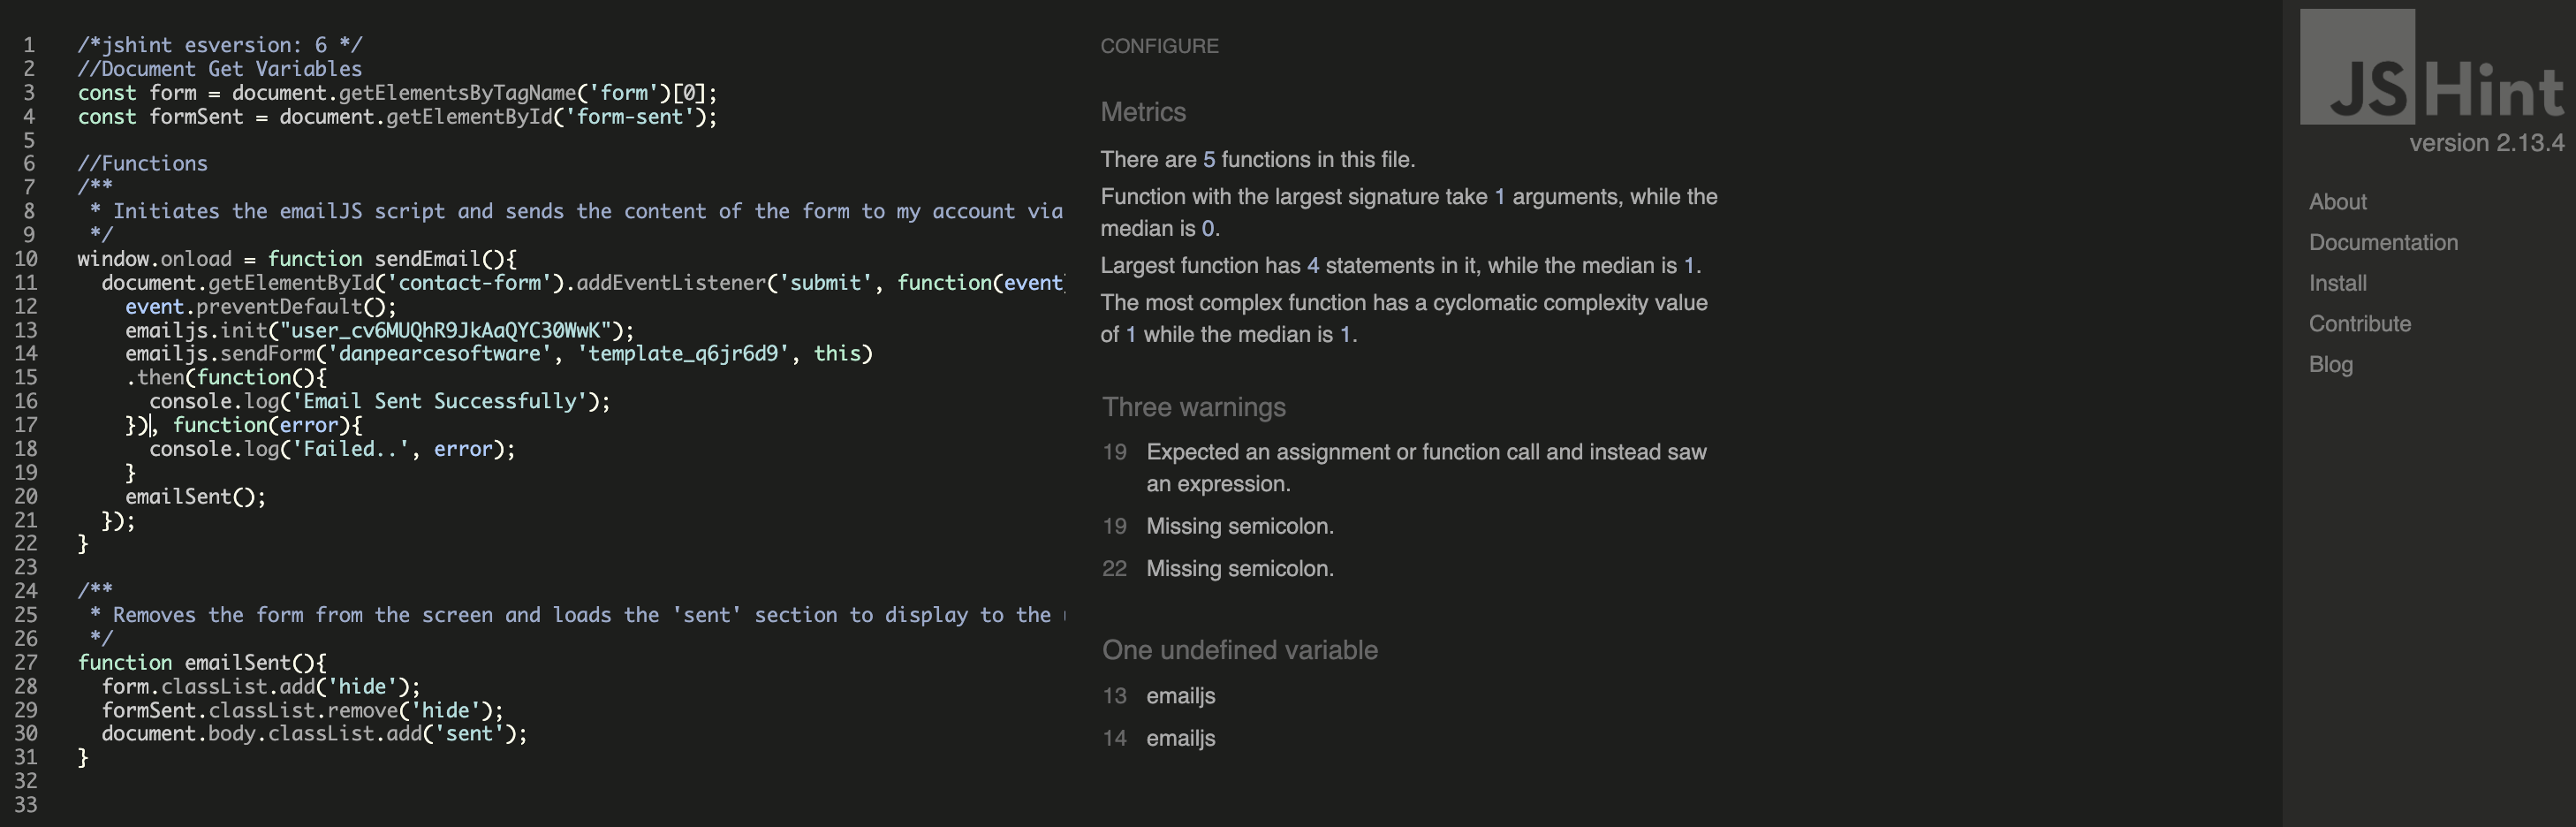 1 /*jshint esversion: 6 */
2 //Document Get Variables
3 const form = document.getElementsByTagName('form')[0];
4 const formSent = document.getElementById('form-sent');
5
6 //Functions
7 /**
8 * Initiates the emailJS script and sends the content of the form to my account via
9 */
10 window.onload = function sendEmail(){
11 document.getElementById('contact-form').addEventListener('submit', function(event
12 event.preventDefault();
13 emailjs.init("user_cv6MUQhR9JkAaQYC30WwK");
14 emailjs.sendForm('danpearcesoftware', 'template_q6jr6d9', this)
15 .then(function(){
16 console.log('Email Sent Successfully');
17 }), function(error){
18 console.log('Failed..', error);
19 }
20 emailSent();
21 });
22 }
23
24 /**
25 * Removes the form from the screen and loads the 'sent' section to display to the
26 */
27 function emailSent(){
28 form.classList.add('hide');
29 formSent.classList.remove('hide');
30 document.body.classList.add('sent');
31 }
32
33
CONFIGURE
Metrics
There are 5 functions in this file.
Function with the largest signature take 1 arguments, while the
median is 0.
Largest function has 4 statements in it, while the median is 1.
The most complex function has a cyclomatic complexity value
of 1 while the median is 1.
Three warnings
19 Expected an assignment or function call and instead saw
an expression.
19 Missing semicolon.
22 Missing semicolon.
One undefined variable
13 emailjs
14 emailjs
JSHint
version 2.13.4
About
Documentation
Install
Contribute
Blog